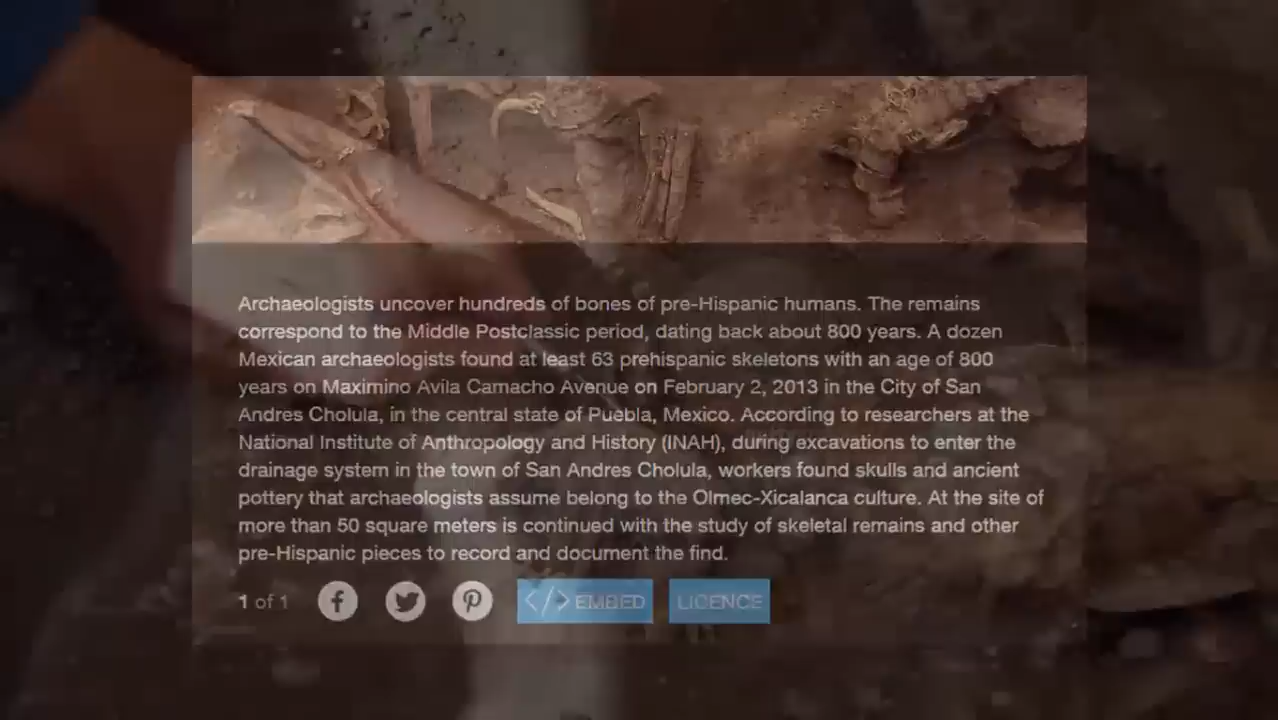 Archaeologists uncover hundreds of bones of pre-Hispanic humans. The remains
correspond to the Middle Postclassic period, dating back about 800 years. A dozen
Mexican archaeologists found at least 63 prehispanic skeletons with an age of 800
years on Maximino Avila Camacho Avenue on February 2, 2013 in the City of San
Andres Cholula, in the central state of Puebla, Mexico. According to researchers at the
National Institute of Anthropology and History (INAH), during excavations to enter the
drainage system in the town of San Andres Cholula, workers found skulls and ancient
pottery that archaeologists assume belong to the Olmec-Xicalanca culture. At the site of
more than 50 square meters is continued with the study of skeletal remains and other
pre-Hispanic pieces to record and document the find.
1 of 1 </> EMBED LICENCE